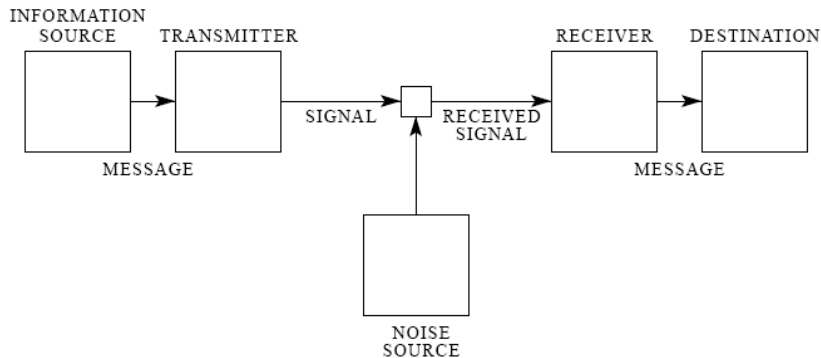 INFORMATION
SOURCE
TRANSMITTER
RECEIVER
DESTINATION
SIGNAL
RECEIVED
SIGNAL
MESSAGE
MESSAGE
NOISE
SOURCE